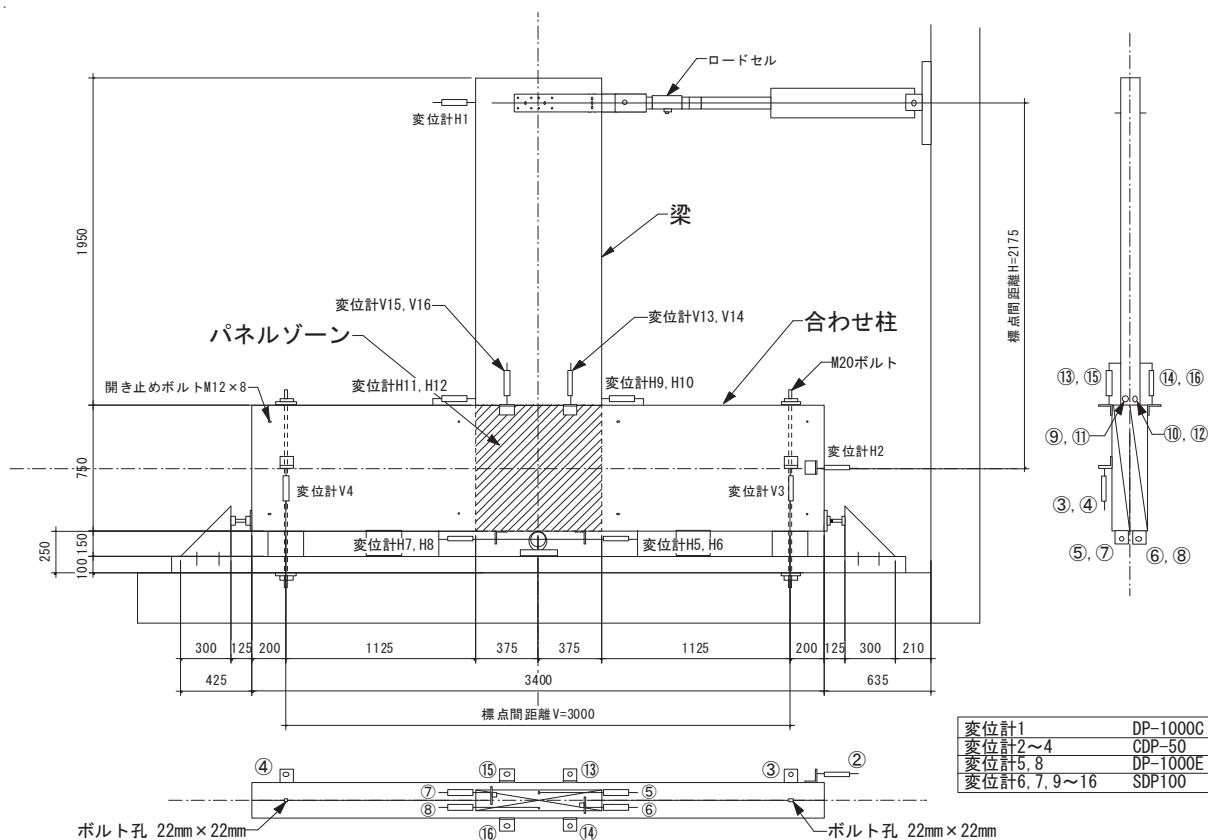 ロードセル
変位計H1
梁
1950
標点間距離H=2175
変位計V15, V16
変位計V13, V14
パネルゾーン
合わせ柱
M20ボルト
開き止めボルトM12×8
変位計H11, H12
変位計H9, H10
⑬, ⑮
⑭, ⑯
⑨, ⑪
⑩, ⑫
変位計H2
750
変位計V4
変位計V3
③, ④
変位計H7, H8
変位計H5, H6
⑤, ⑦
⑥, ⑧
250
150
100
300
125
200
1125
375
375
1125
200
125
300
210
425
3400
635
標点間距離V=3000
変位計1 DP-1000C
変位計2～4 CDP-50
変位計5,8 DP-1000E
変位計6,7,9～16 SDP100
④
⑮
⑬
③
②
⑦
⑤
⑧
⑥
ボルト孔 22mm×22mm
⑯
⑭
ボルト孔 22mm×22mm